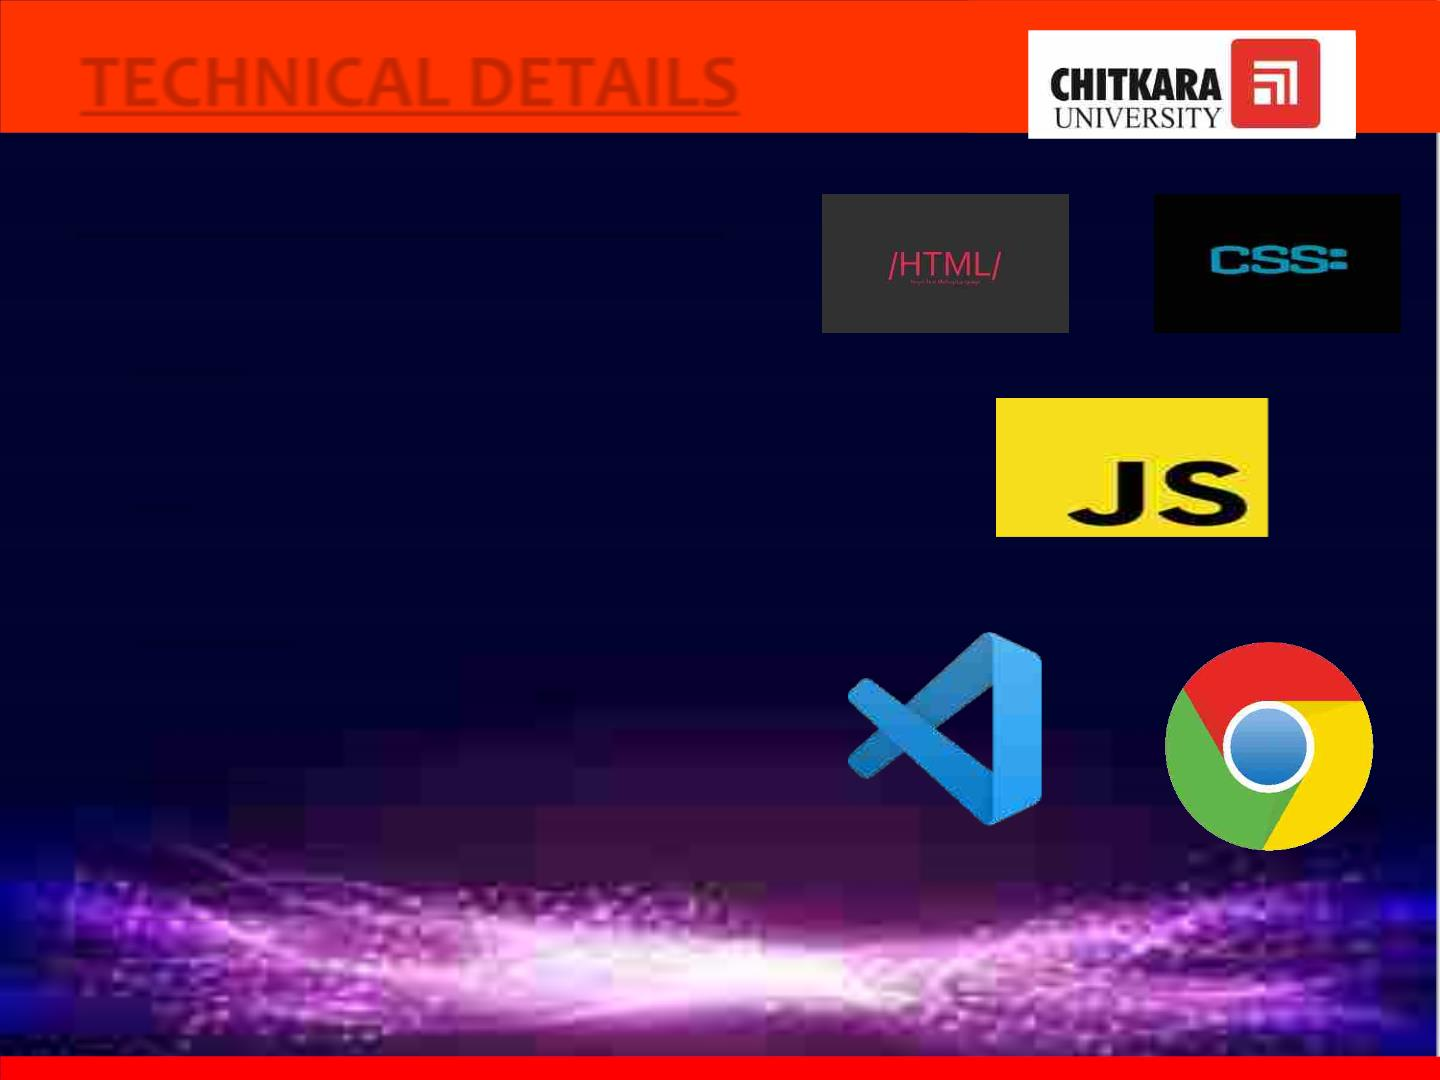 TECHNICAL DETAILS
CHITKARA
UNIVERSITY
/HTML/
CSS:
JS